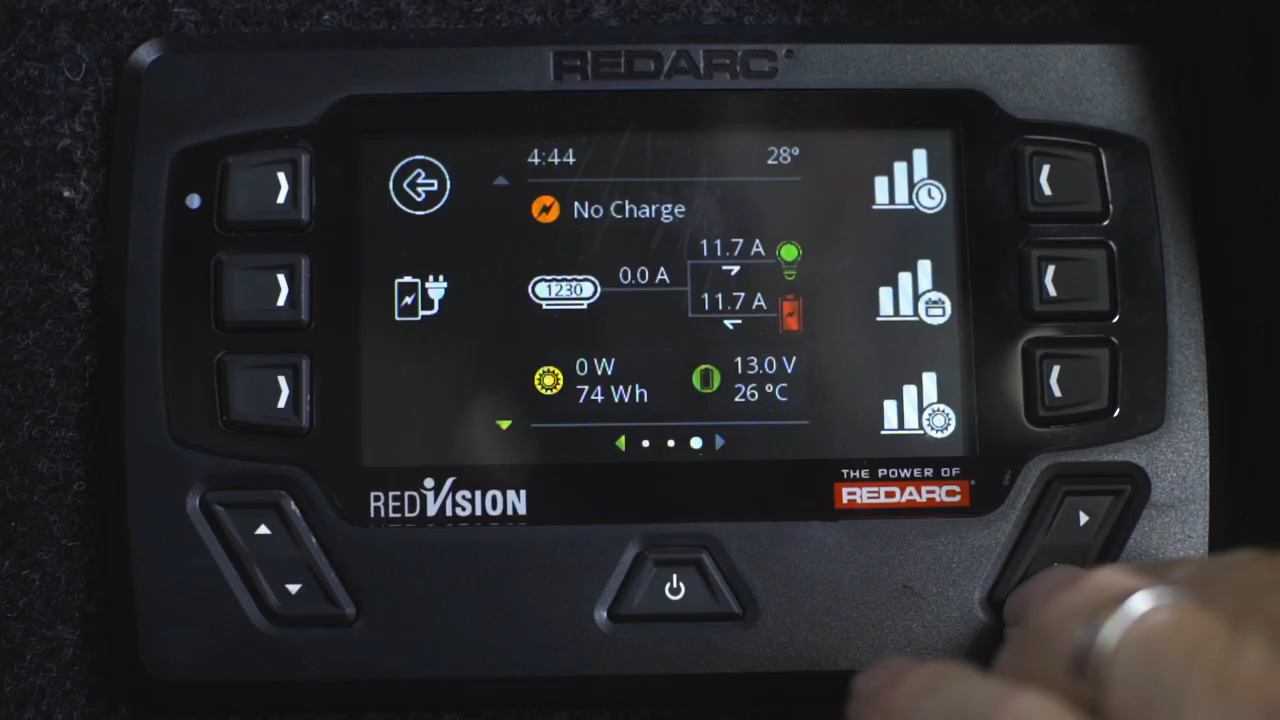 REDARC
4:44 28°
No Charge
11.7 A
0.0 A
1230
11.7 A
0 W
74 Wh
13.0 V
26 °C
REDVISION
THE POWER OF
REDARC